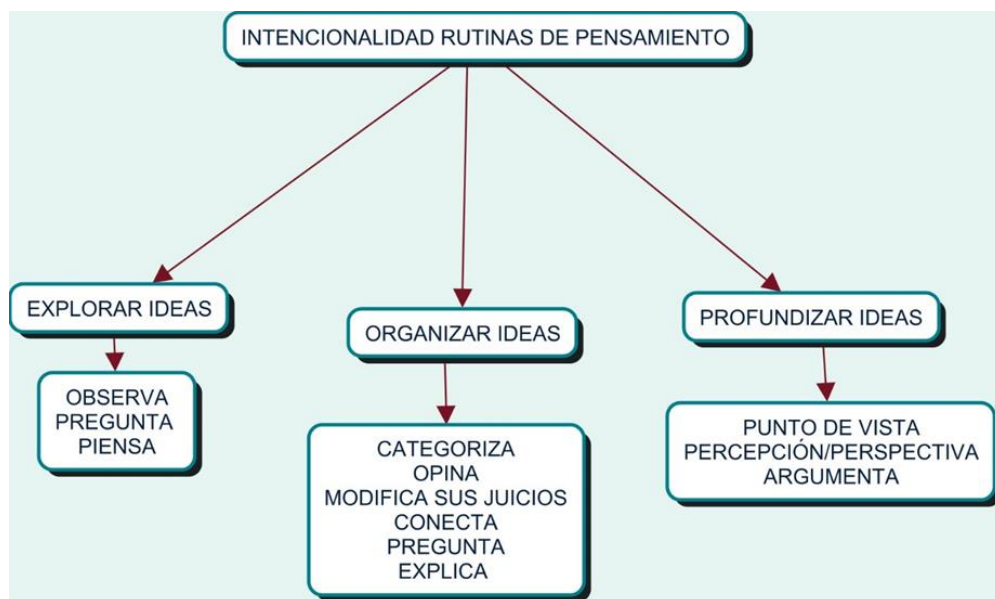 INTENCIONALIDAD RUTINAS DE PENSAMIENTO
EXPLORAR IDEAS
OBSERVA
PREGUNTA
PIENSA
ORGANIZAR IDEAS
CATEGORIZA
OPINA
MODIFICA SUS JUICIOS
CONECTA
PREGUNTA
EXPLICA
PROFUNDIZAR IDEAS
PUNTO DE VISTA
PERCEPCIÓN/PERSPECTIVA
ARGUMENTA